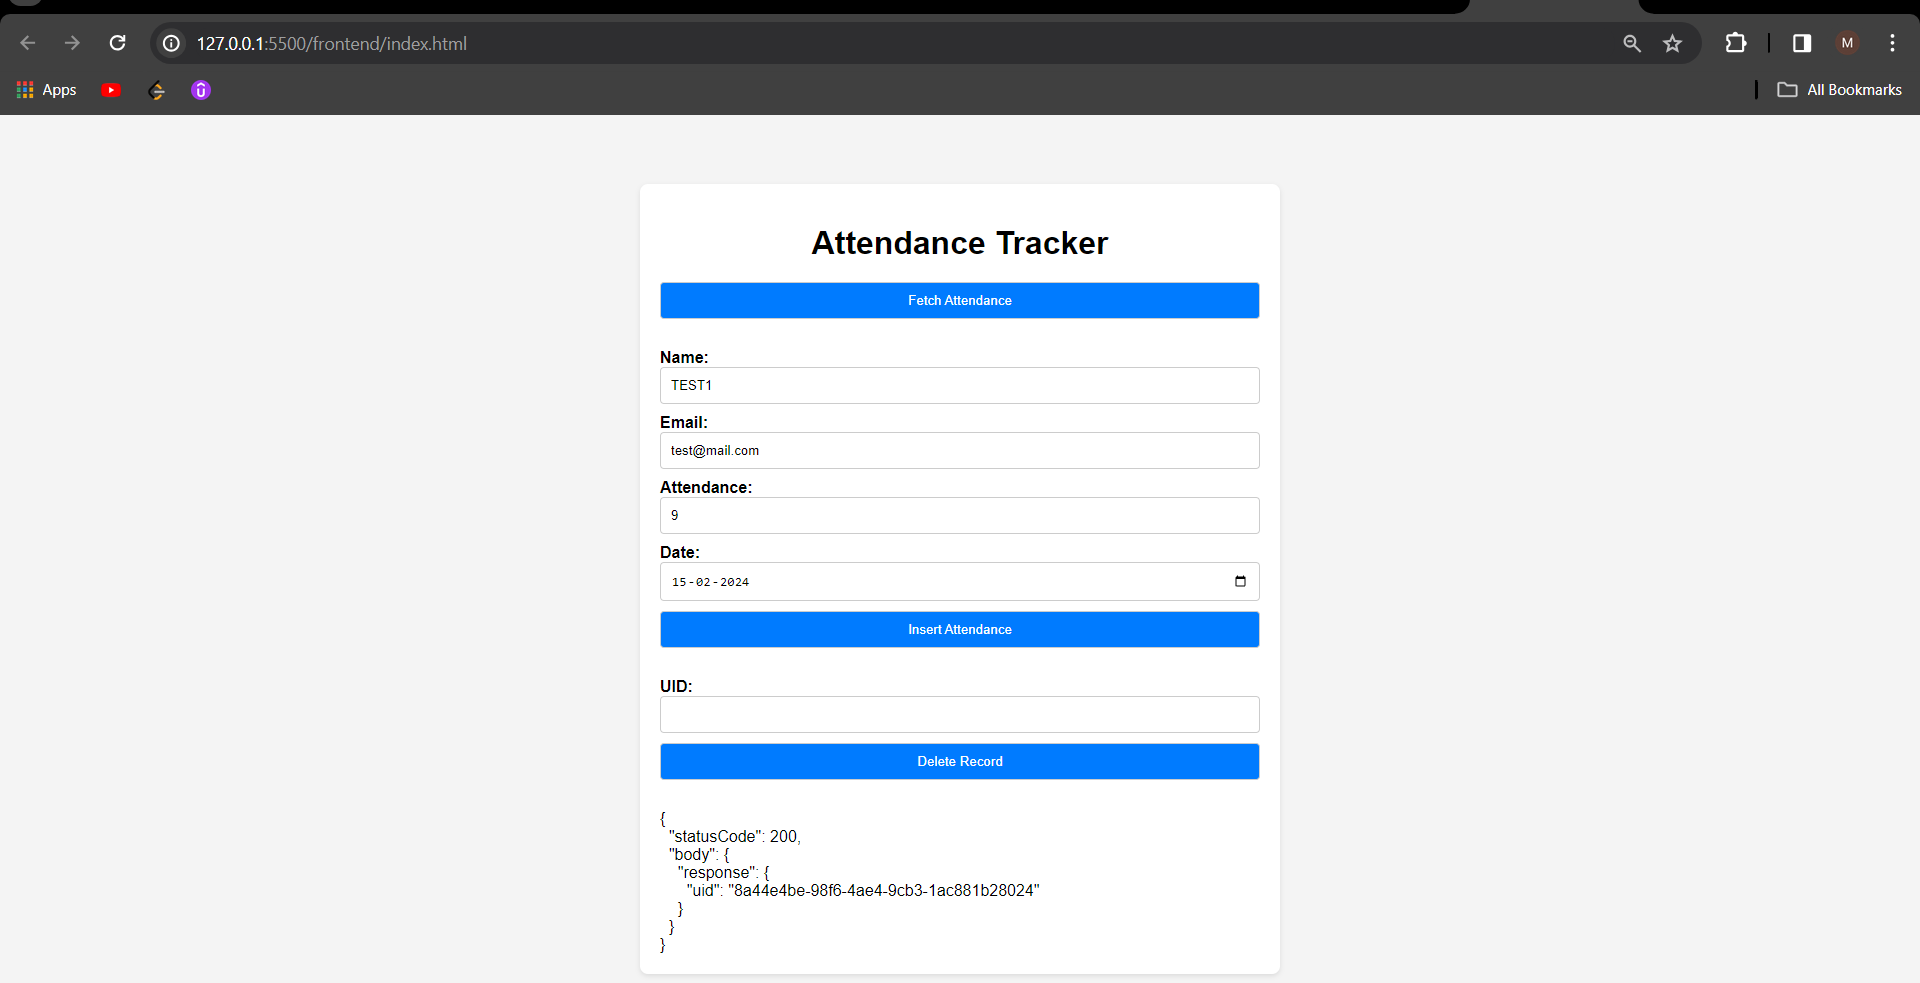 127.0.0.1:5500/frontend/index.html
M
Apps
All Bookmarks
Attendance Tracker
Fetch Attendance
Name:
TEST1
Email:
test@mail.com
Attendance:
9
Date:
15-02-2024
Insert Attendance
UID:
Delete Record
{
"statusCode": 200,
"body": {
"response": {
"uid": "8a44e4be-98f6-4ae4-9cb3-1ac881b28024"
}
}
}